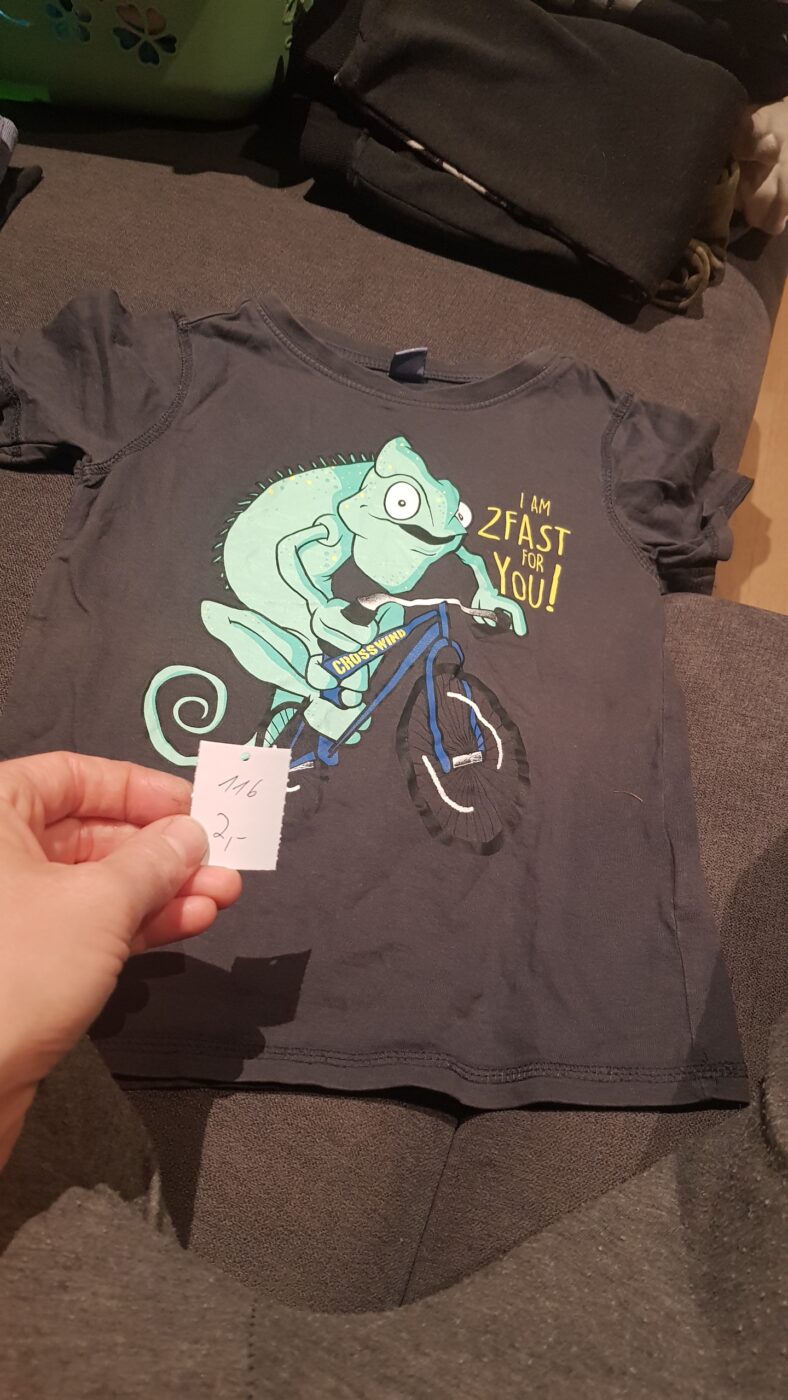 I AM
2FAST
FOR
YOU!
CROSSWIND
116
2,-